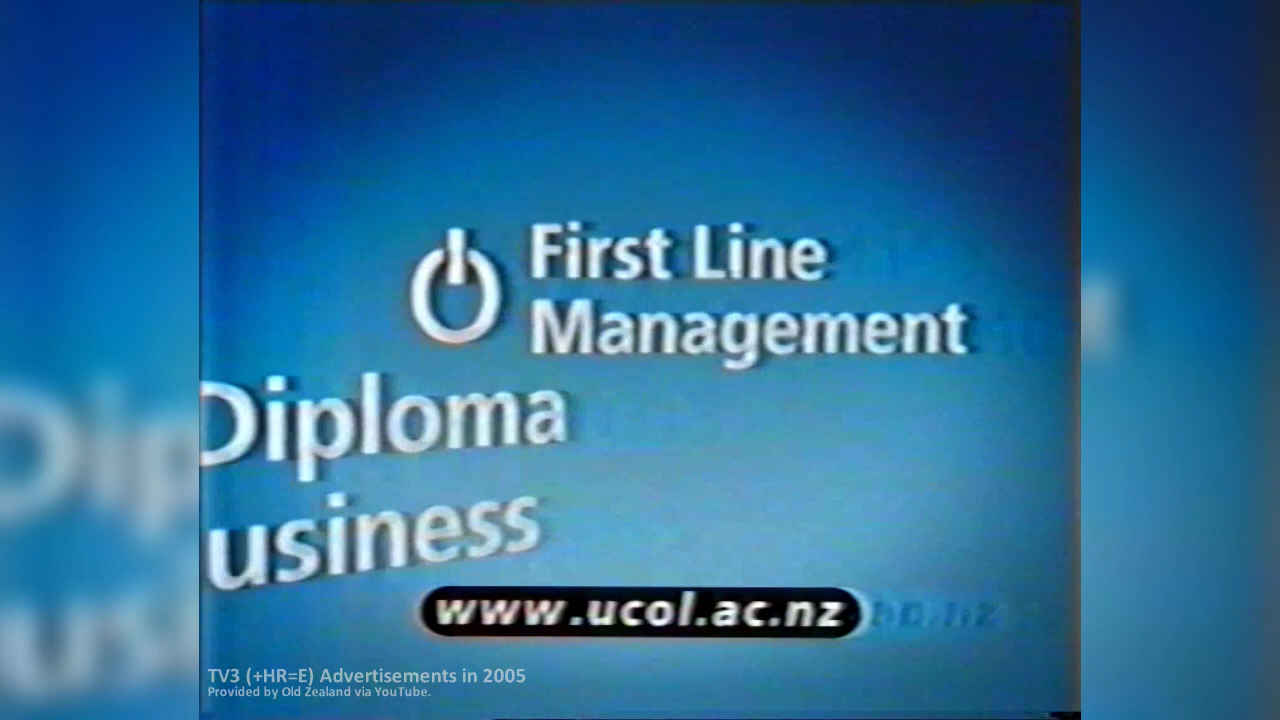 First Line
Management
Diploma
usiness
www.ucol.ac.nz
TV3 (+HR=E) Advertisements in 2005
Provided by Old Zealand via YouTube.